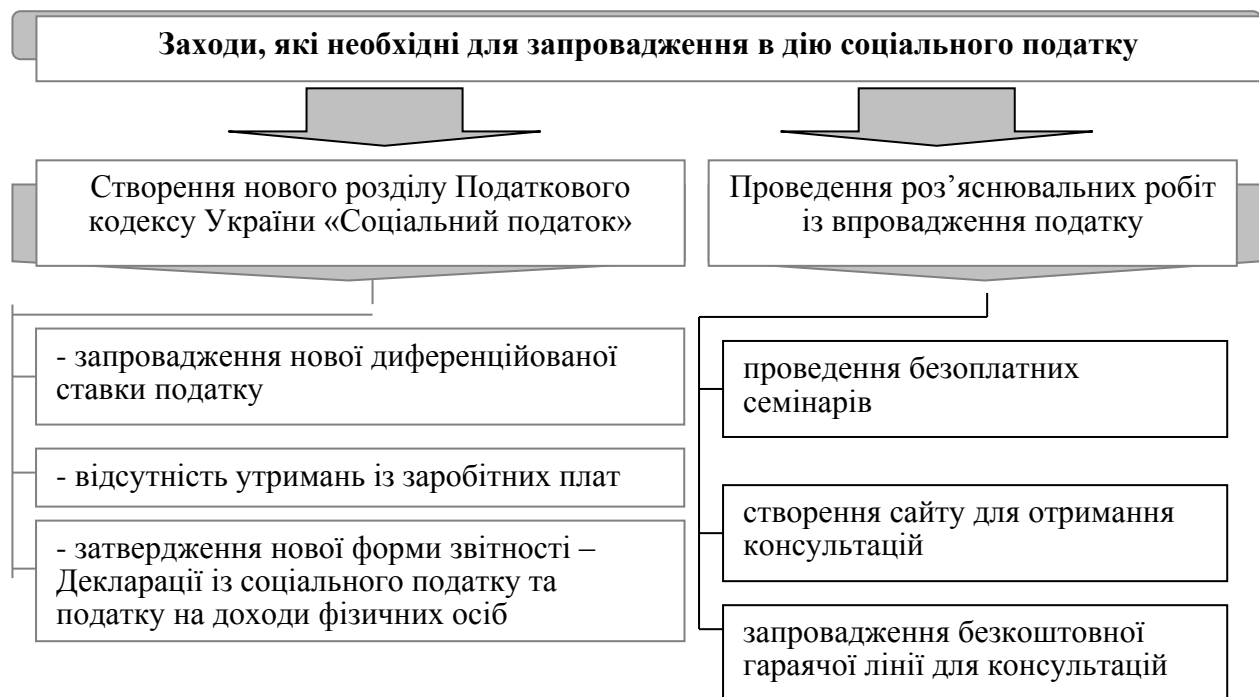 Заходи, які необхідні для запровадження в дію соціального податку
Створення нового розділу Податкового
кодексу України «Соціальний податок»
- запровадження нової диференційованої
ставки податку
- відсутність утримань із заробітних плат
- затвердження нової форми звітності –
Декларації із соціального податку та
податку на доходи фізичних осіб
Проведення роз’яснювальних робіт
із впровадження податку
проведення безоплатних
семінарів
створення сайту для отримання
консультацій
запровадження безкоштовної
гараячої лінії для консультацій